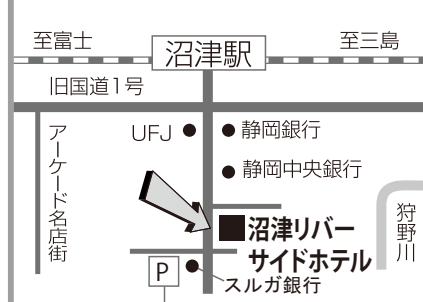 至富士
沼津駅
至三島
旧国道1号
アーケード名店街
UFJ
静岡銀行
静岡中央銀行
沼津リバー
サイドホテル
狩野川
P
スルガ銀行